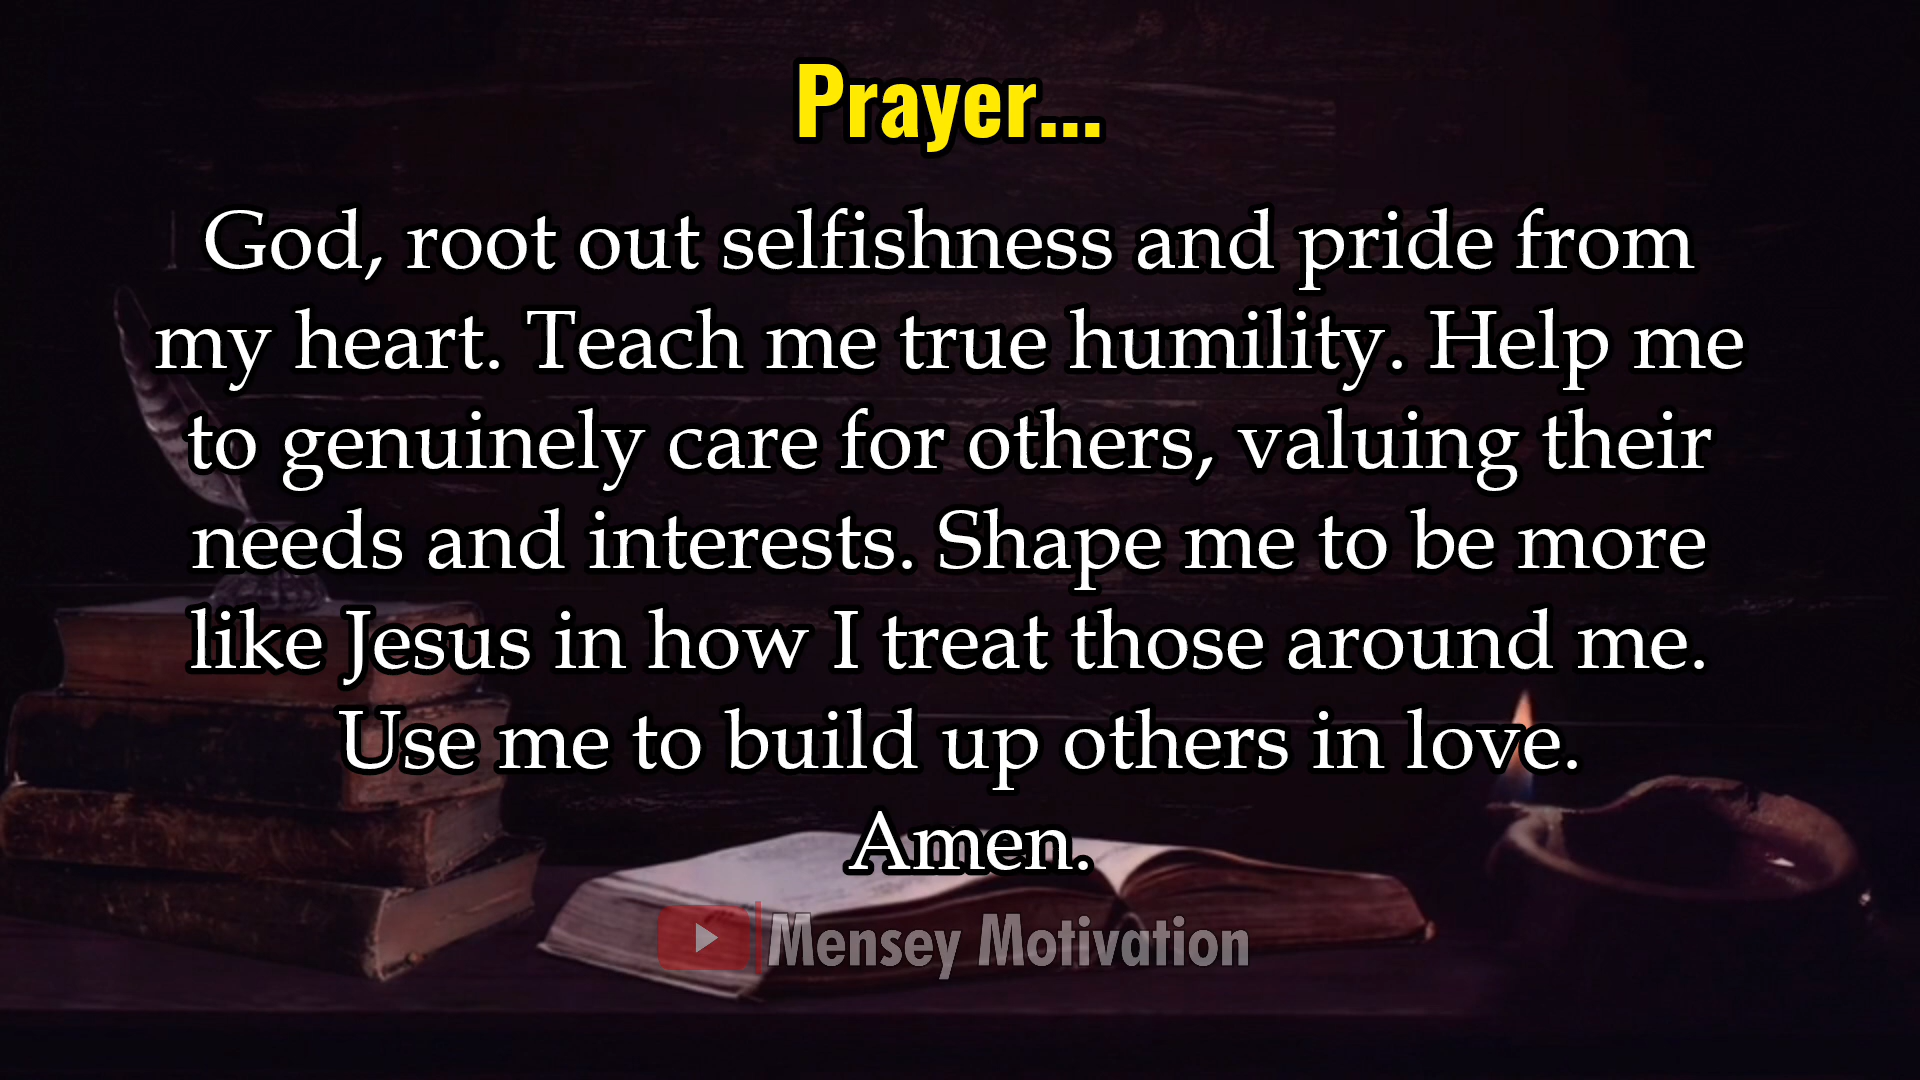 Prayer...
God, root out selfishness and pride from
my heart. Teach me true humility. Help me
to genuinely care for others, valuing their
needs and interests. Shape me to be more
like Jesus in how I treat those around me.
Use me to build up others in love.
Amen.
Mensey Motivation